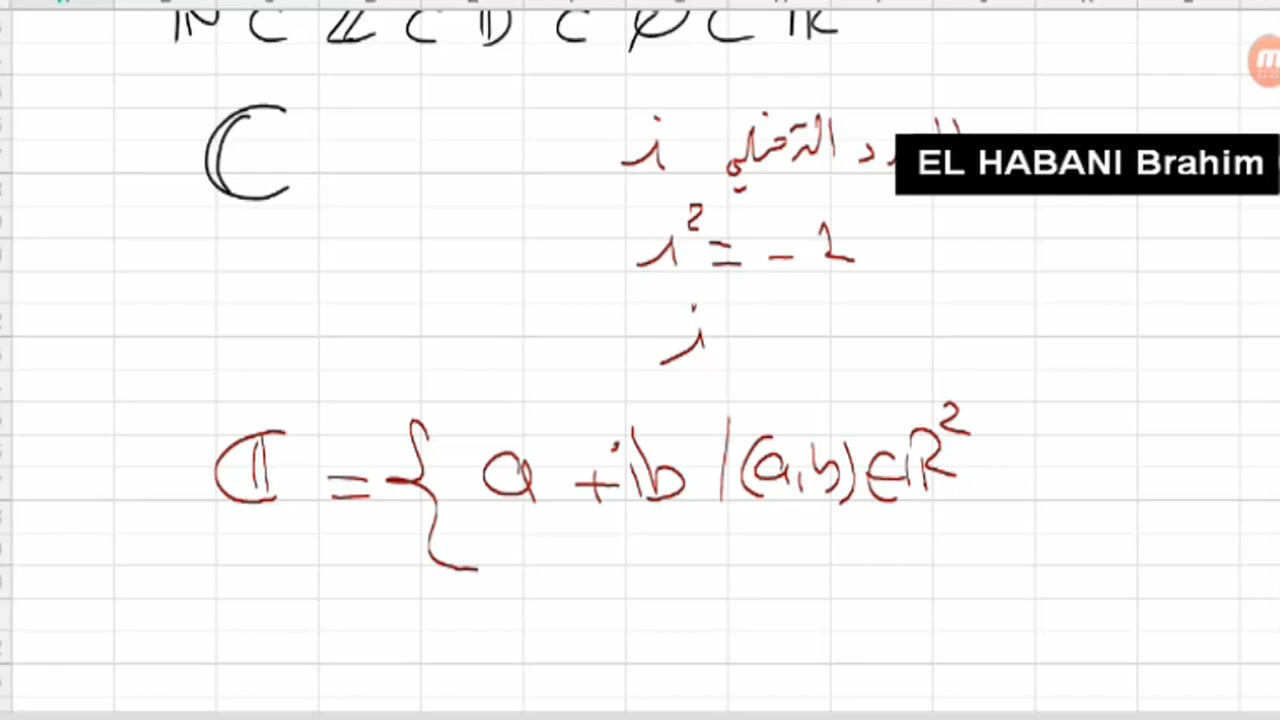 ℕ ⊂ ℤ ⊂ 𝔻 ⊂ ℚ ⊂ ℝ
ℂ
i التخيلي
EL HABANI Brahim
i² = - 1
i
ℂ = { a + ib / (a,b) ∈ ℝ²